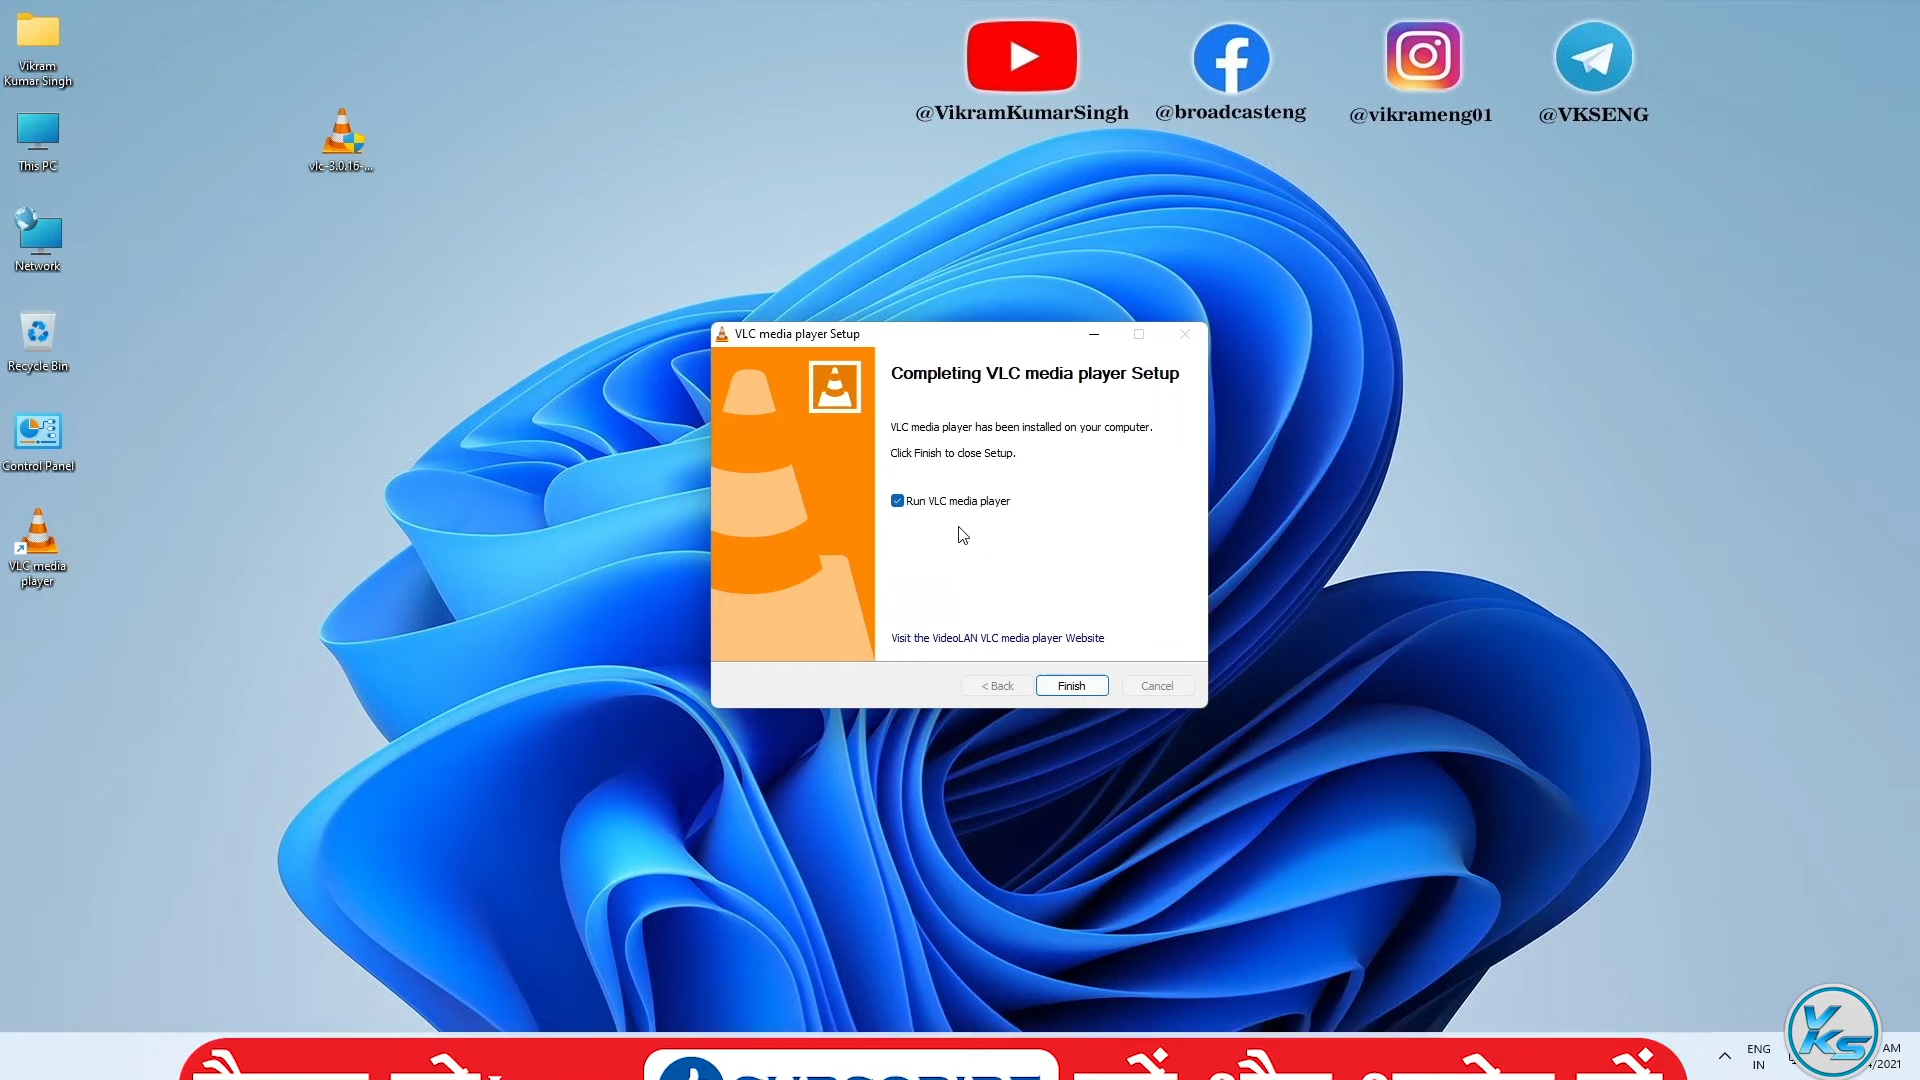 Vikram
Kumar Singh
This PC
Network
Recycle Bin
Control Panel
VLC media
player
vlc-3.0.16-...
@VikramKumarSingh
@broadcasteng
@vikrameng01
@VKSENG
VLC media player Setup
Completing VLC media player Setup
VLC media player has been installed on your computer.
Click Finish to close Setup.
Run VLC media player
Visit the VideoLAN VLC media player Website
< Back
Finish
Cancel
SUBSCRIBE
ENG
IN
AM
/2021
VKS